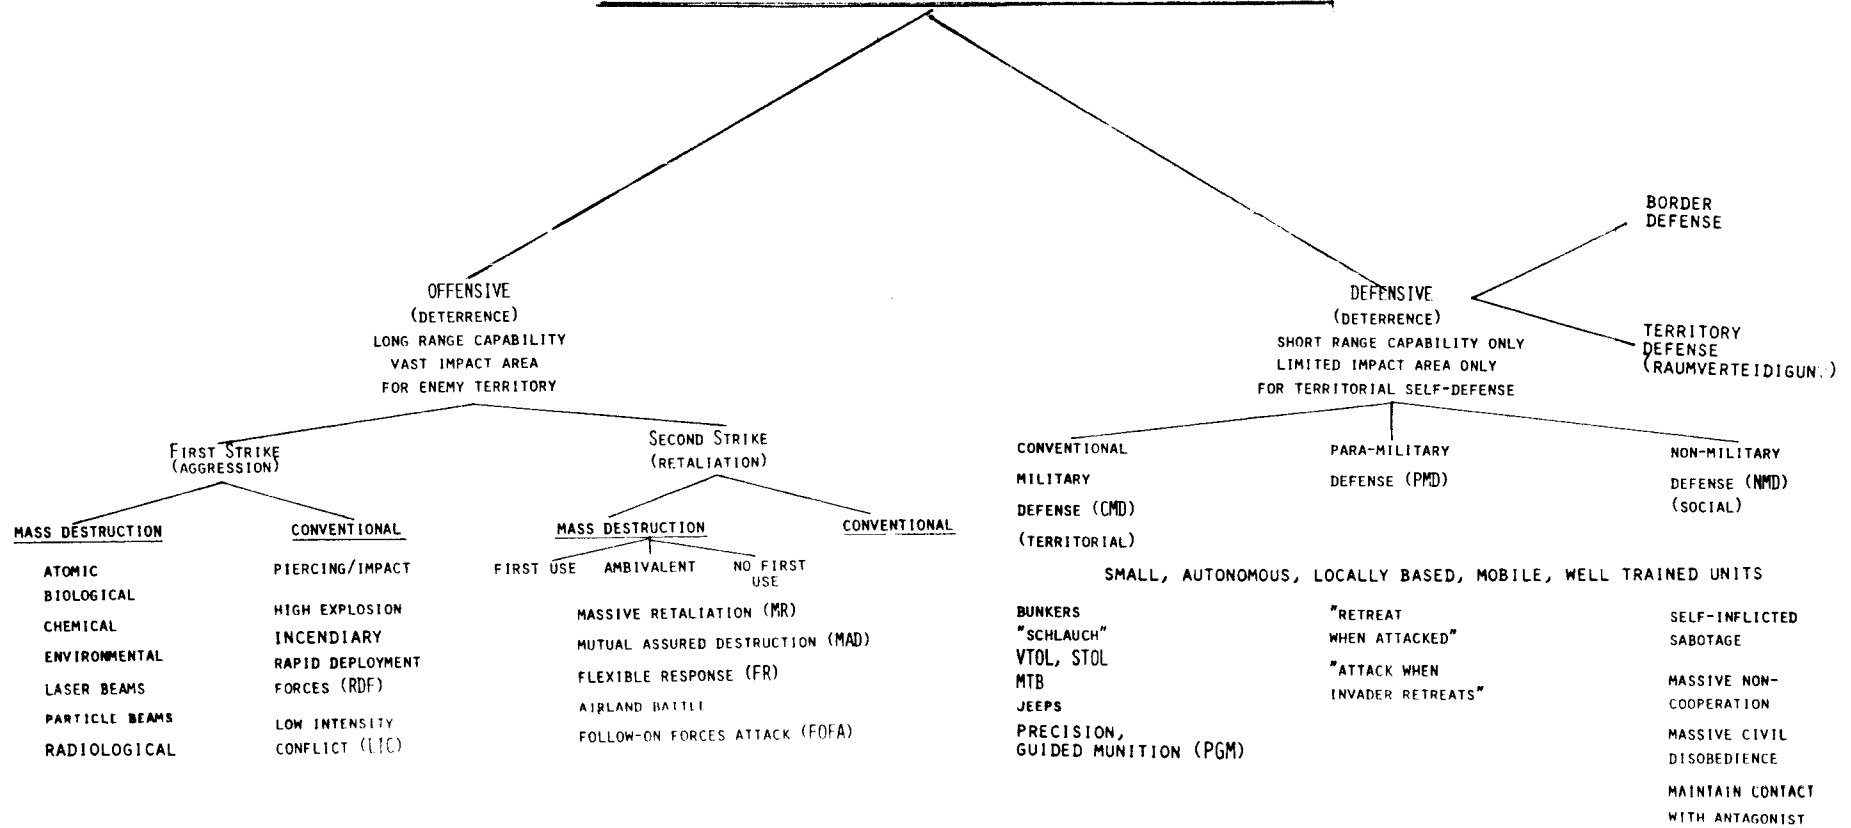 OFFENSIVE
(DETERRENCE)
LONG RANGE CAPABILITY
VAST IMPACT AREA
FOR ENEMY TERRITORY
DEFENSIVE
(DETERRENCE)
SHORT RANGE CAPABILITY ONLY
LIMITED IMPACT AREA ONLY
FOR TERRITORIAL SELF-DEFENSE
BORDER
DEFENSE
TERRITORY
DEFENSE
FIRST STRIKE
(AGGRESSION)
SECOND STRIKE
(RETALIATION)
MASS DESTRUCTION
ATOMIC
BIOLOGICAL
CHEMICAL
ENVIRONMENTAL
LASER BEAMS
PARTICLE BEAMS
RADIOLOGICAL
CONVENTIONAL
PIERCING/IMPACT
HIGH EXPLOSION
INCENDIARY
RAPID DEPLOYMENT
FORCES (RDF)
LOW INTENSITY
CONFLICT (LIC)
MASS DESTRUCTION
FIRST USE AMBIVALENT NO FIRST
USE
MASSIVE RETALIATION (MR)
MUTUAL ASSURED DESTRUCTION (MAD)
FLEXIBLE RESPONSE (FR)
AIRLAND BATTLE
FOLLOW-ON FORCES ATTACK (FOFA)
CONVENTIONAL
CONVENTIONAL
MILITARY
DEFENSE (CMD)
(TERRITORIAL)
PARA-MILITARY
DEFENSE (PMD)
NON-MILITARY
DEFENSE (NMD)
(SOCIAL)
SMALL, AUTONOMOUS, LOCALLY BASED, MOBILE, WELL TRAINED UNITS
BUNKERS
"SCHLAUCH"
VTOL, STOL
MTB
JEEPS
PRECISION,
GUIDED MUNITION (PGM)
"RETREAT
WHEN ATTACKED"
"ATTACK WHEN
INVADER RETREATS"
SELF-INFLICTED
SABOTAGE
MASSIVE NON-
COOPERATION
MASSIVE CIVIL
DISOBEDIENCE
MAINTAIN CONTACT
WITH ANTAGONIST